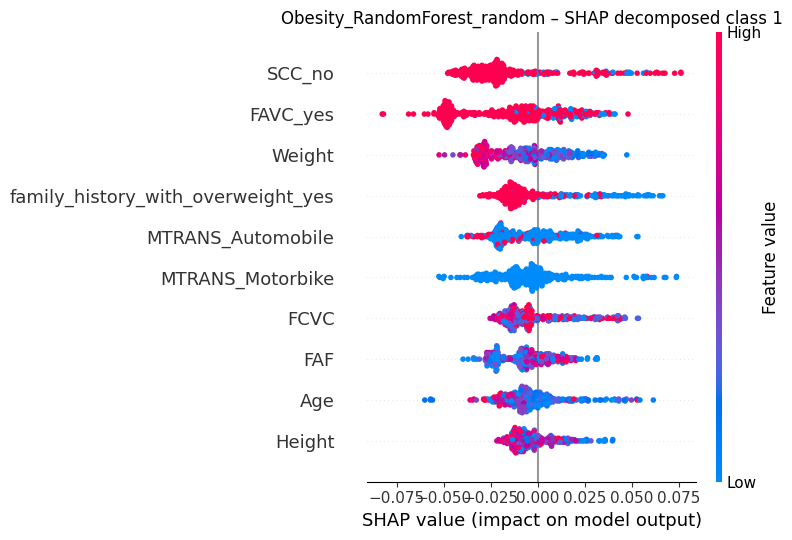 Obesity_RandomForest_random – SHAP decomposed class 1
High
SCC_no
FAVC_yes
Weight
family_history_with_overweight_yes
MTRANS_Automobile
MTRANS_Motorbike
FCVC
FAF
Age
Height
Feature value
Low
−0.075 −0.050 −0.025 0.000 0.025 0.050 0.075
SHAP value (impact on model output)